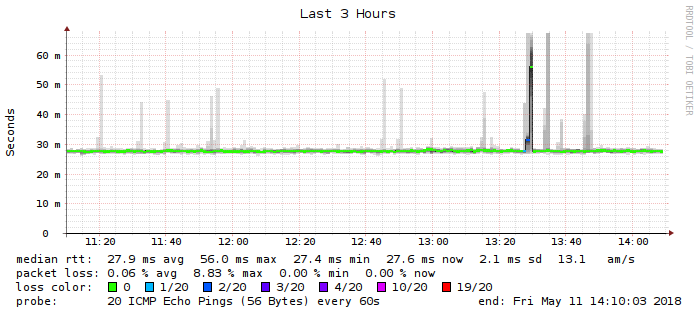 Last 3 Hours
RRDTOOL / TOBI OETIKER
Seconds
60 m
50 m
40 m
30 m
20 m
10 m
0
11:20 11:40 12:00 12:20 12:40 13:00 13:20 13:40 14:00
median rtt: 27.9 ms avg 56.0 ms max 27.4 ms min 27.6 ms now 2.1 ms sd 13.1 am/s
packet loss: 0.06 % avg 8.83 % max 0.00 % min 0.00 % now
loss color: 0 1/20 2/20 3/20 4/20 10/20 19/20
probe: 20 ICMP Echo Pings (56 Bytes) every 60s end: Fri May 11 14:10:03 2018